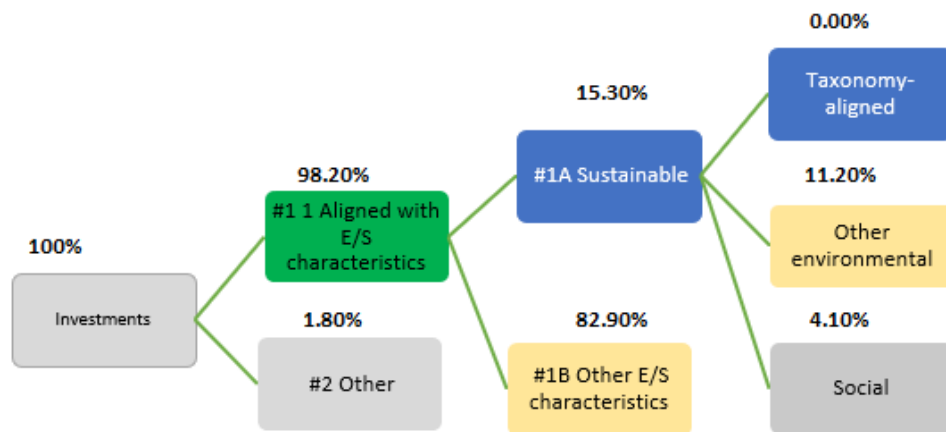 0.00%
Taxonomy-
aligned
15.30%
#1A Sustainable
98.20%
#1 1 Aligned with
E/S
characteristics
11.20%
Other
environmental
100%
Investments
1.80%
#2 Other
82.90%
#1B Other E/S
characteristics
4.10%
Social